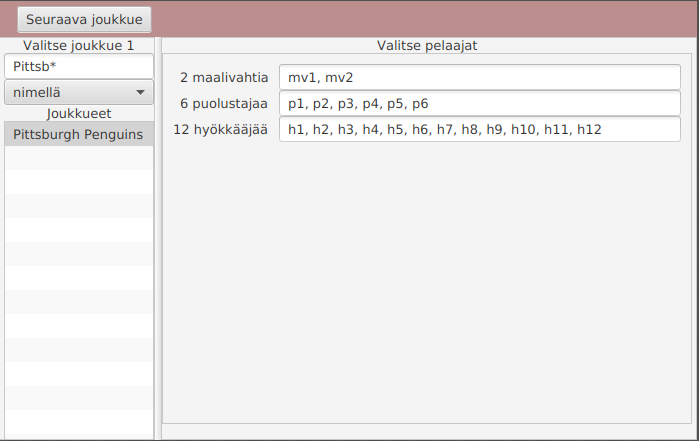 Seuraava joukkue
Valitse joukkue 1
Pittsb*
nimellä
Joukkueet
Pittsburgh Penguins
Valitse pelaajat
2 maalivahtia mv1, mv2
6 puolustajaa p1, p2, p3, p4, p5, p6
12 hyökkääjää h1, h2, h3, h4, h5, h6, h7, h8, h9, h10, h11, h12